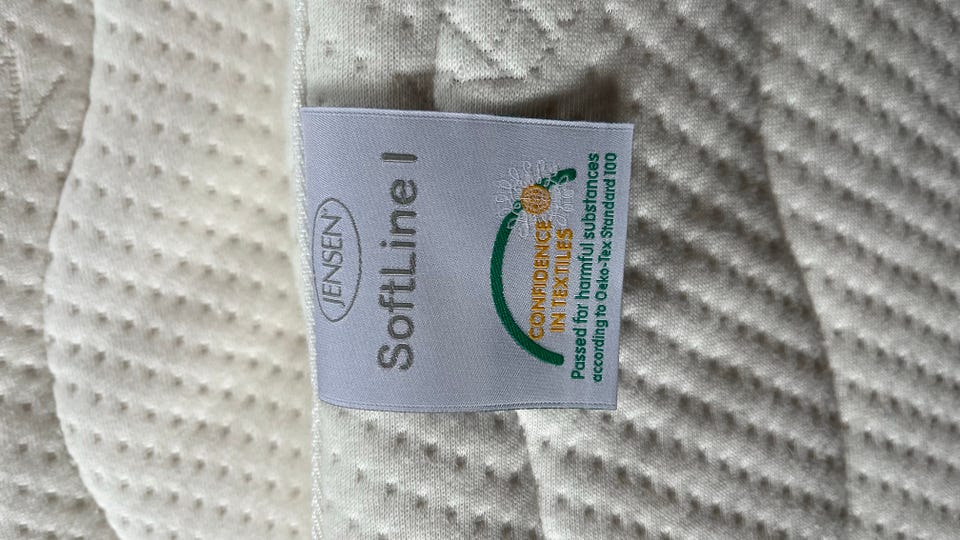 JENSEN
SoftLine I
CONFIDENCE
IN TEXTILES
Passed for harmful substances
according to Oeko-Tex Standard 100